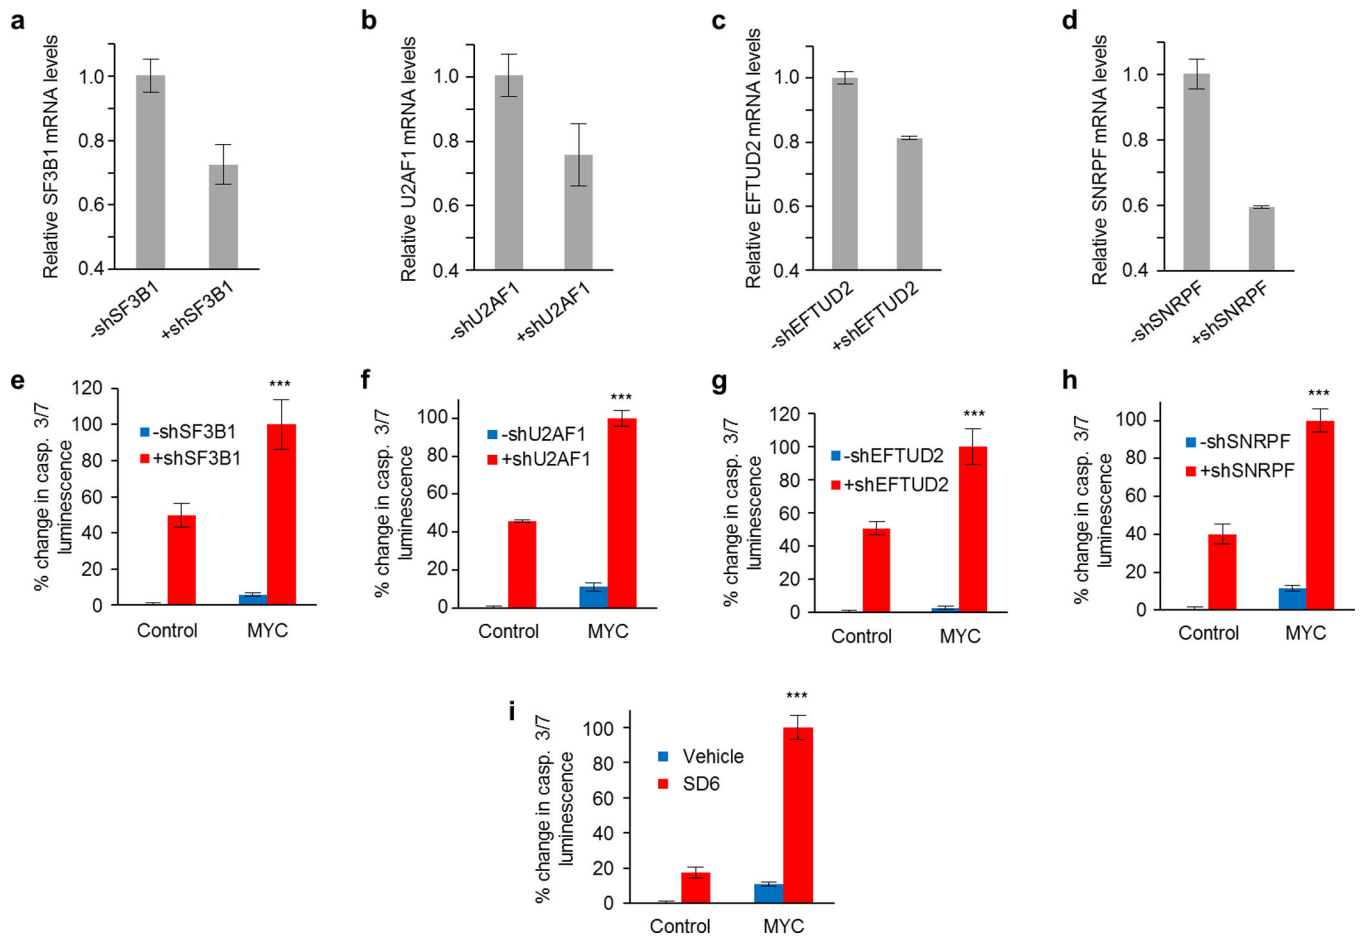 a
Relative SF3B1 mRNA levels
1.0
0.8
0.6
0.4
-shSF3B1
+shSF3B1
b
Relative U2AF1 mRNA levels
1.0
0.8
0.6
0.4
-shU2AF1
+shU2AF1
c
Relative EFTUD2 mRNA levels
1.0
0.8
0.6
0.4
-shEFTUD2
+shEFTUD2
d
Relative SNRPF mRNA levels
1.0
0.8
0.6
0.4
-shSNRPF
+shSNRPF
e
% change in casp. 3/7
luminescence
120
100
80
60
40
20
0
-shSF3B1
+shSF3B1
***
Control
MYC
f
% change in casp. 3/7
luminescence
100
80
60
40
20
0
-shU2AF1
+shU2AF1
***
Control
MYC
g
% change in casp. 3/7
luminescence
120
100
80
60
40
20
0
-shEFTUD2
+shEFTUD2
***
Control
MYC
h
% change in casp. 3/7
luminescence
100
80
60
40
20
0
-shSNRPF
+shSNRPF
***
Control
MYC
i
% change in casp. 3/7
luminescence
100
80
60
40
20
0
Vehicle
SD6
***
Control
MYC